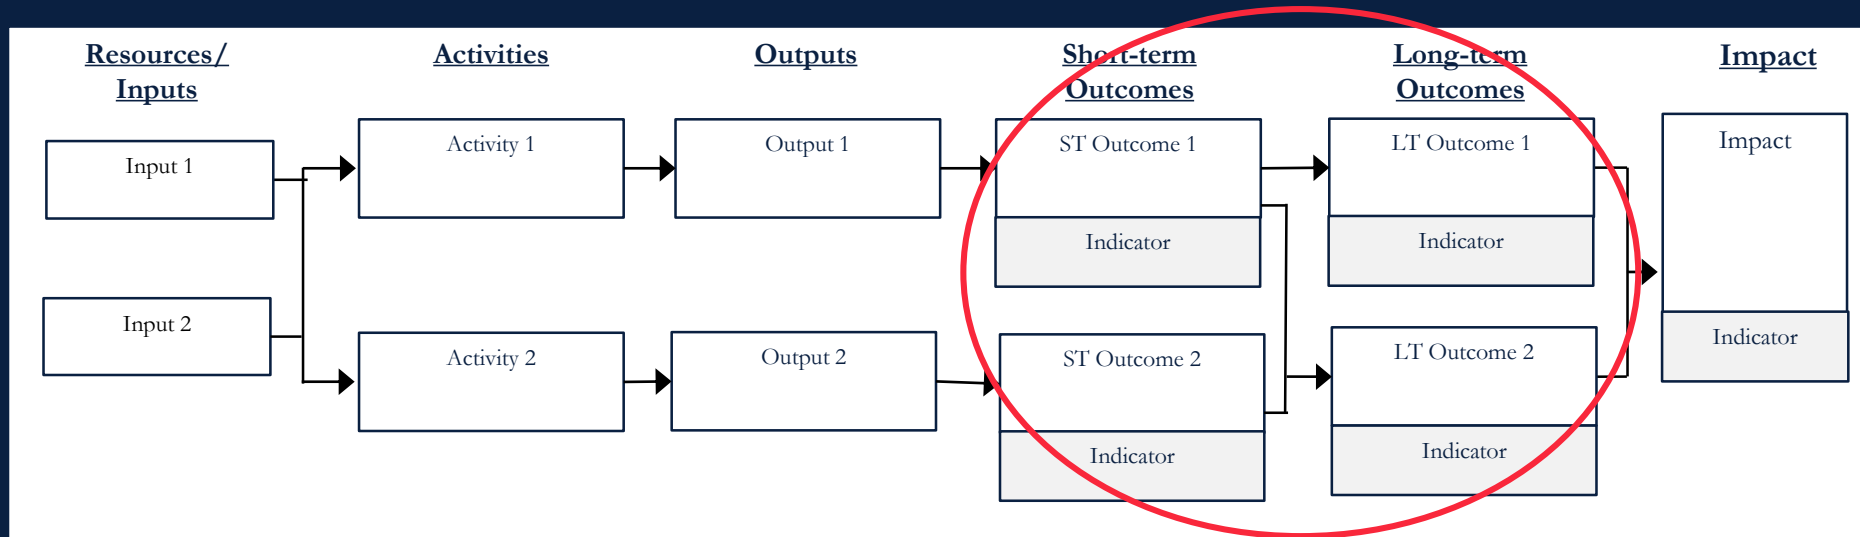 Resources/
Inputs
Activities
Outputs
Short-term
Outcomes
Long-term
Outcomes
Impact
Input 1
Activity 1
Output 1
ST Outcome 1
Indicator
LT Outcome 1
Indicator
Impact
Indicator
Input 2
Activity 2
Output 2
ST Outcome 2
Indicator
LT Outcome 2
Indicator